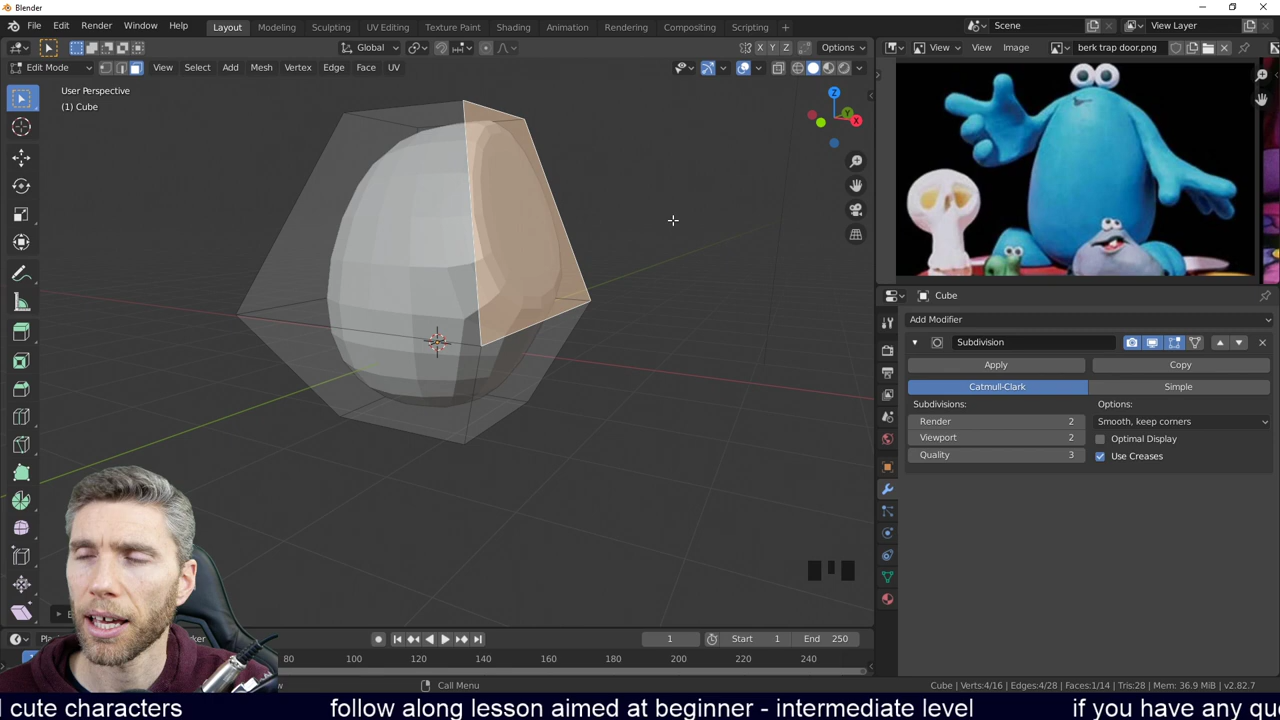 Blender
File Edit Render Window Help Layout Modeling Sculpting UV Editing Texture Paint Shading Animation Rendering Compositing Scripting + Scene View Layer
Global Options X Y Z View View Image berk trap door.png
Edit Mode View Select Add Mesh Vertex Edge Face UV
User Perspective
(1) Cube
Z
Y
X
Cube
Add Modifier
Subdivision
Apply Copy
Catmull-Clark Simple
Subdivisions: Options:
Render 2 Smooth, keep corners
Viewport 2 Optimal Display
Quality 3 Use Creases
1 Start 1 End 250
80 100 120 140 160 180 200 220 240
Call Menu Cube | Verts:4/16 | Edges:4/28 | Faces:1/14 | Tris:28 | Mem: 36.9 MiB | v2.82.7
cute characters follow along lesson aimed at beginner - intermediate level if you have any